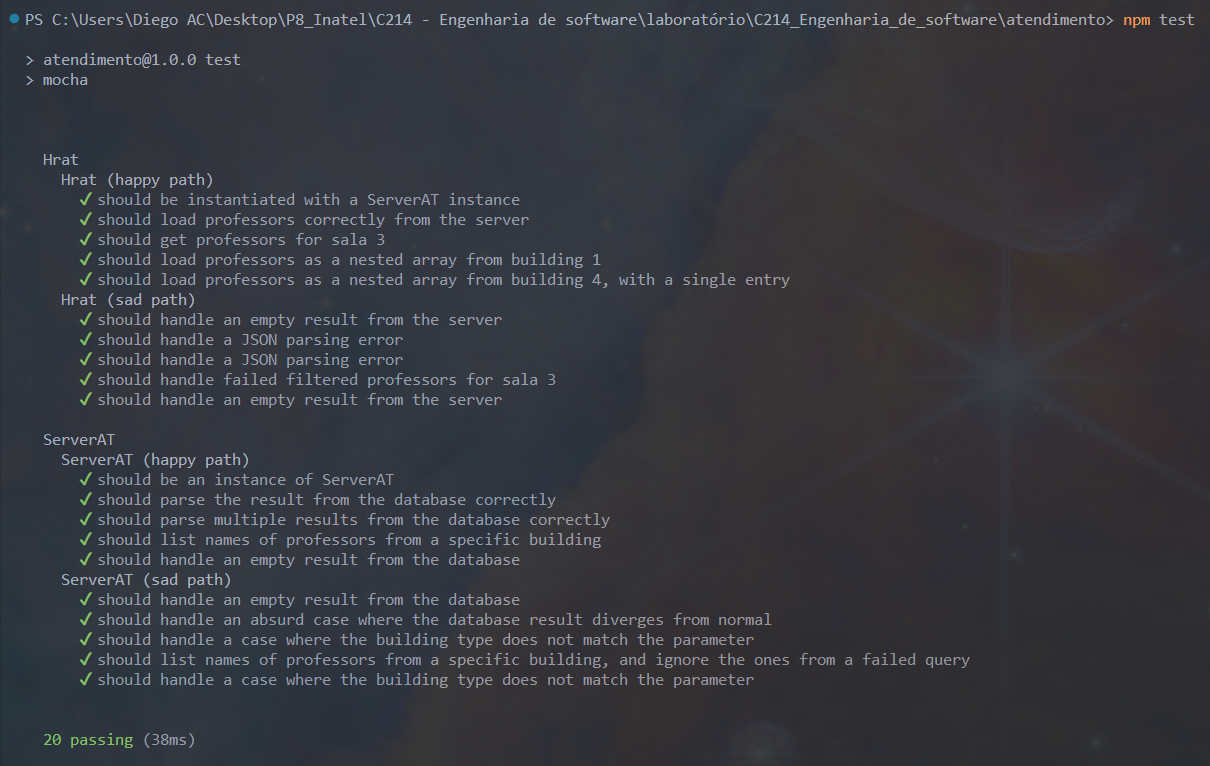 PS C:\Users\Diego AC\Desktop\P8_Inatel\C214 - Engenharia de software\laboratório\C214_Engenharia_de_software\atendimento> npm test
> atendimento@1.0.0 test
> mocha
Hrat
Hrat (happy path)
✓ should be instantiated with a ServerAT instance
✓ should load professors correctly from the server
✓ should get professors for sala 3
✓ should load professors as a nested array from building 1
✓ should load professors as a nested array from building 4, with a single entry
Hrat (sad path)
✓ should handle an empty result from the server
✓ should handle a JSON parsing error
✓ should handle a JSON parsing error
✓ should handle failed filtered professors for sala 3
✓ should handle an empty result from the server
ServerAT
ServerAT (happy path)
✓ should be an instance of ServerAT
✓ should parse the result from the database correctly
✓ should parse multiple results from the database correctly
✓ should list names of professors from a specific building
✓ should handle an empty result from the database
ServerAT (sad path)
✓ should handle an empty result from the database
✓ should handle an absurd case where the database result diverges from normal
✓ should handle a case where the building type does not match the parameter
✓ should list names of professors from a specific building, and ignore the ones from a failed query
✓ should handle a case where the building type does not match the parameter
20 passing (38ms)